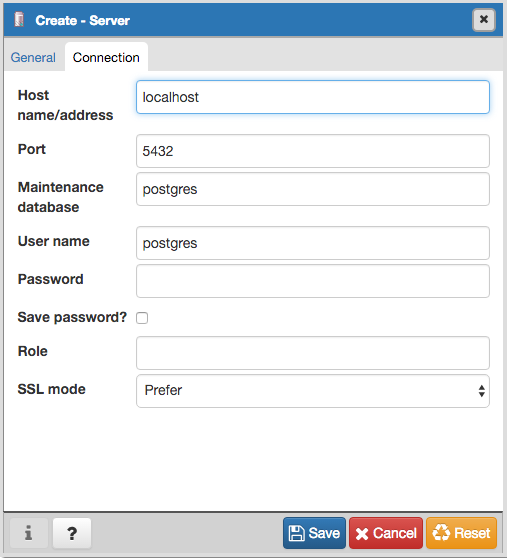 Create - Server
General Connection
Host name/address localhost
Port 5432
Maintenance database postgres
User name postgres
Password
Save password?
Role
SSL mode Prefer
i ? Save Cancel Reset